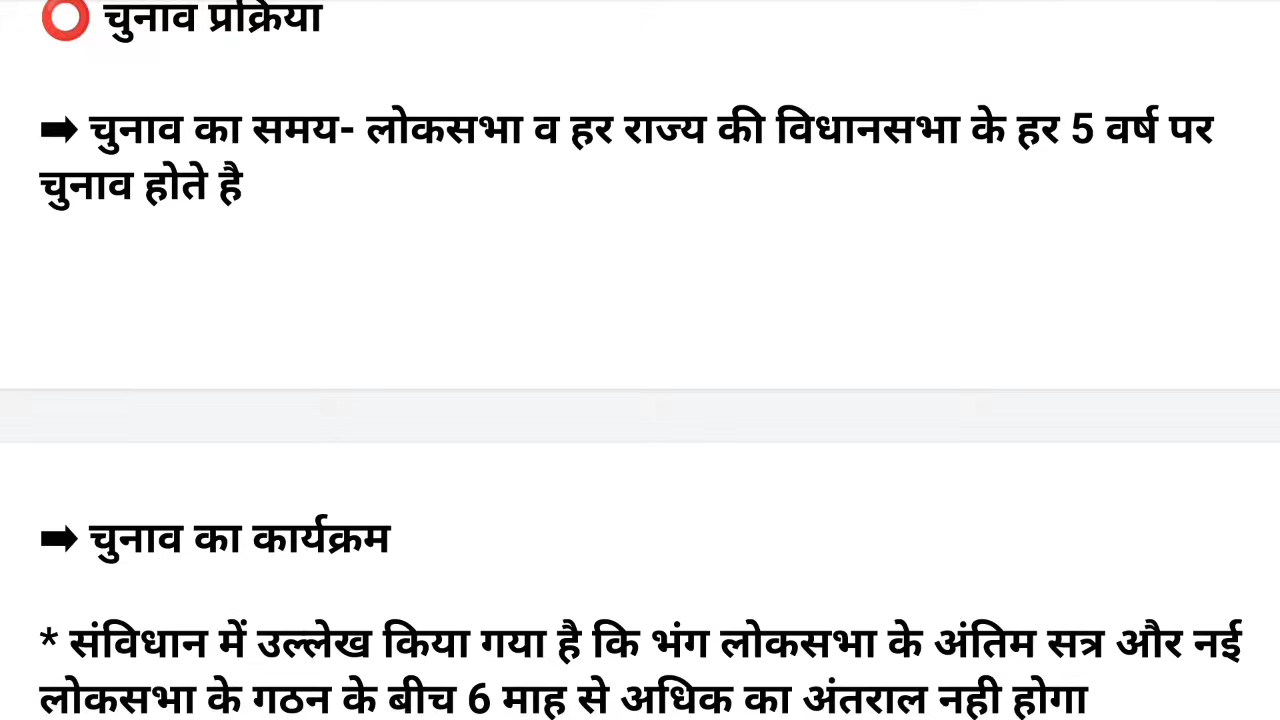 ⭕ चुनाव प्रक्रिया
➡ चुनाव का समय- लोकसभा व हर राज्य की विधानसभा के हर 5 वर्ष पर
चुनाव होते है
➡ चुनाव का कार्यक्रम
* संविधान में उल्लेख किया गया है कि भंग लोकसभा के अंतिम सत्र और नई
लोकसभा के गठन के बीच 6 माह से अधिक का अंतराल नही होगा